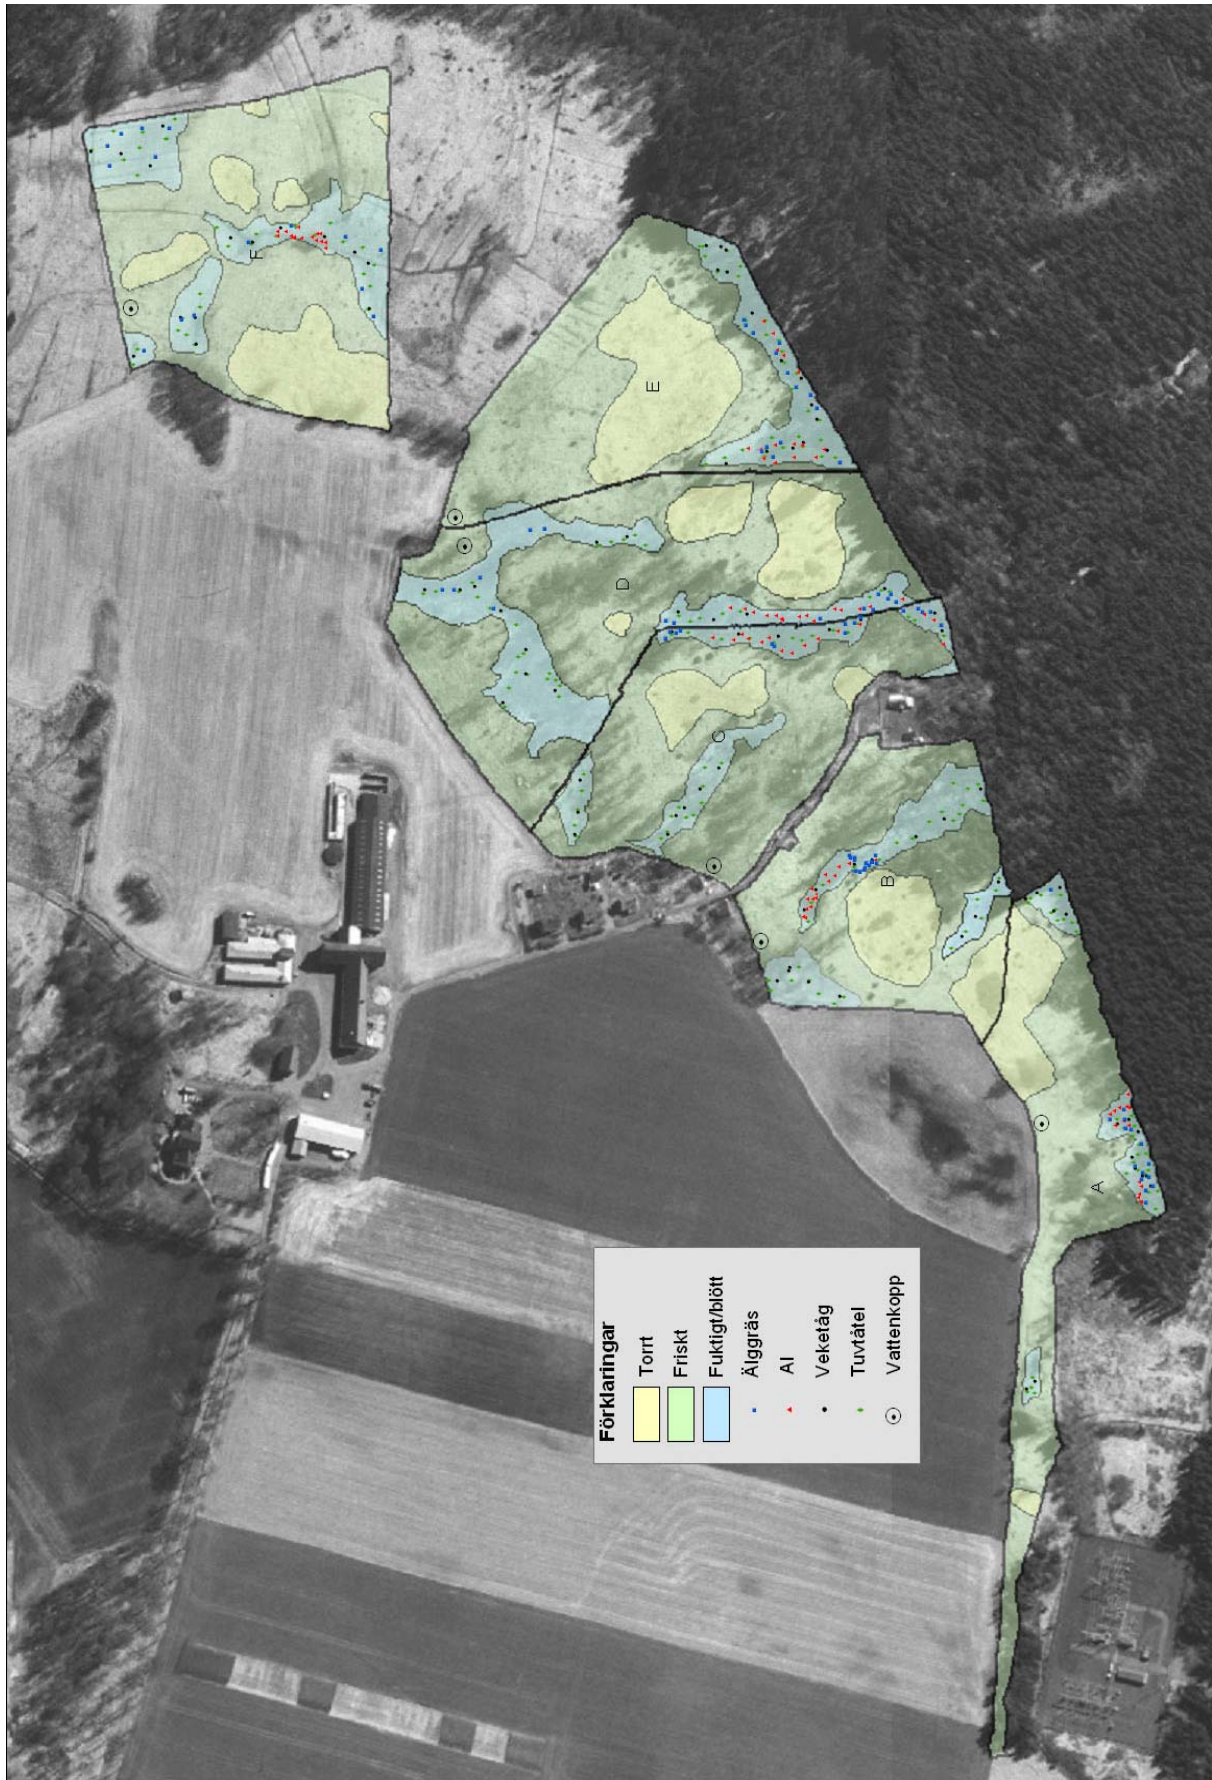 F
E
D
C
B
A
Förklaringar
Torrt
Friskt
Fuktigt/blött
Älggräs
Al
Veketåg
Tuvtåtel
Vattenkopp